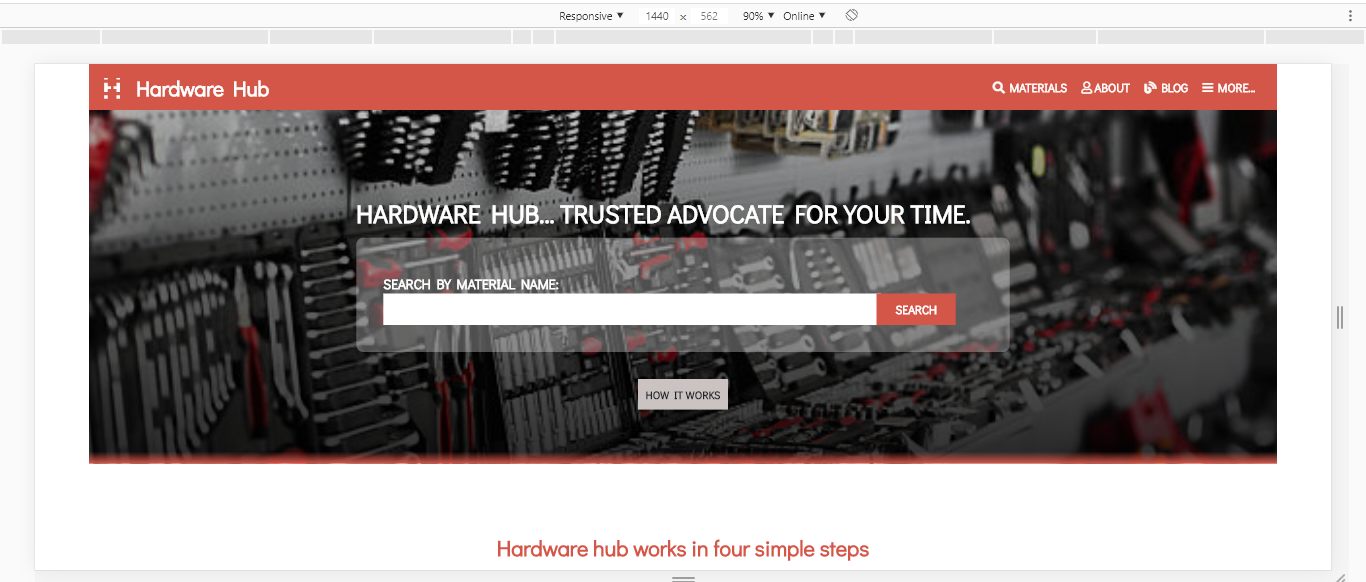 Responsive ▼ 1440 × 562 90% ▼ Online ▼
Hardware Hub MATERIALS ABOUT BLOG MORE...
HARDWARE HUB... TRUSTED ADVOCATE FOR YOUR TIME.
SEARCH BY MATERIAL NAME:
SEARCH
HOW IT WORKS
Hardware hub works in four simple steps